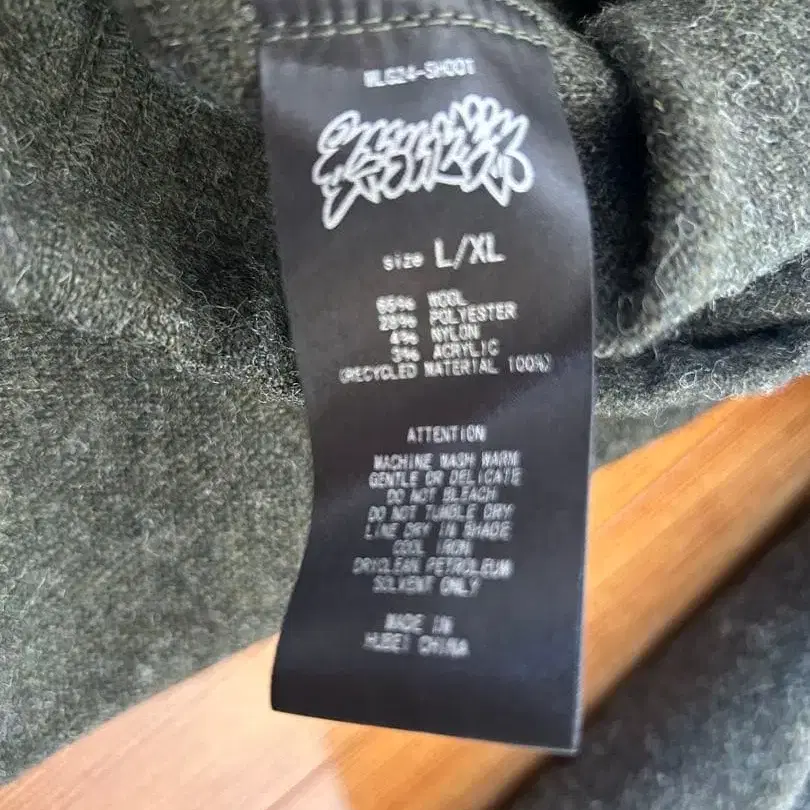 WLG24-SH001
size L/XL
65% WOOL
28% POLYESTER
4% NYLON
3% ACRYLIC
(RECYCLED MATERIAL 100%)
ATTENTION
MACHINE WASH WARM
GENTLE OR DELICATE
DO NOT BLEACH
DO NOT TUMBLE DRY
LINE DRY IN SHADE
COOL IRON
DRYCLEAN PETROLEUM
SOLVENT ONLY
MADE IN
HUBEI CHINA